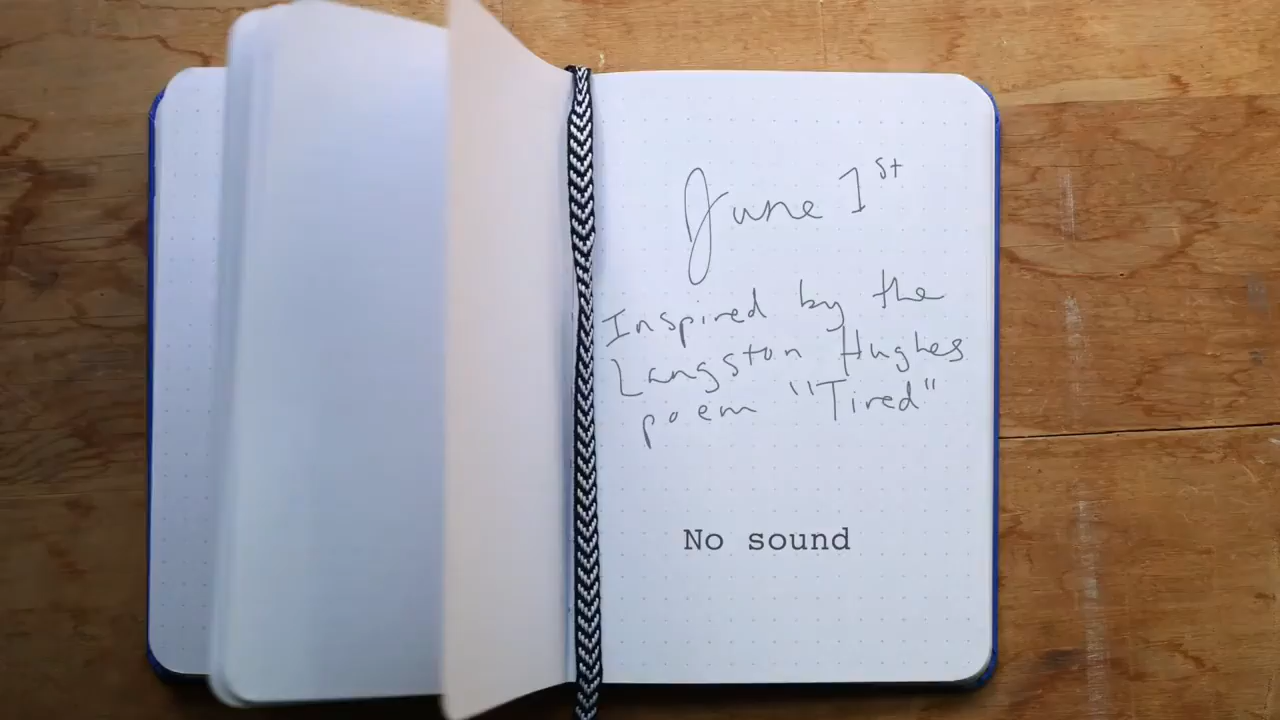 June 1st
Inspired by the
Langston Hughes
poem "Tired"
No sound